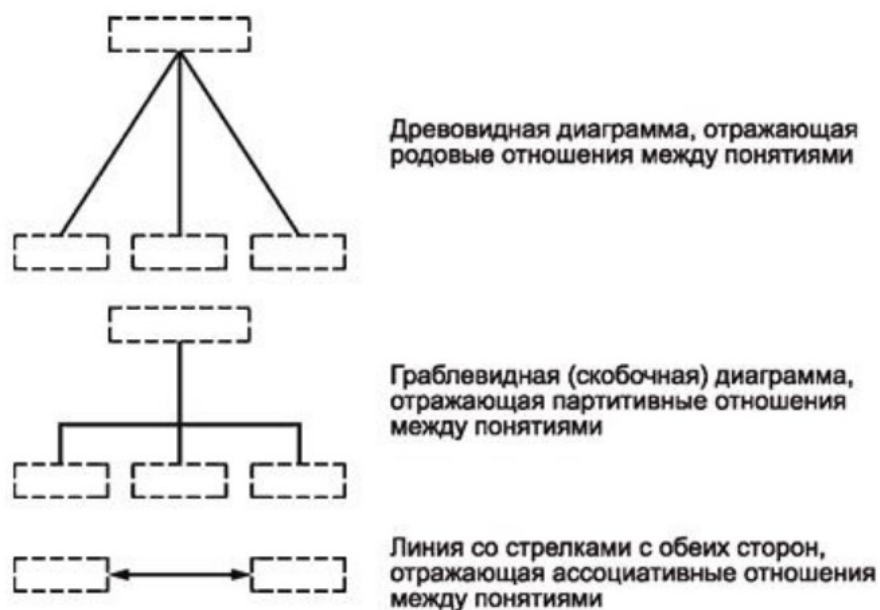 Древовидная диаграмма, отражающая
родовые отношения между понятиями
Граблевидная (скобочная) диаграмма,
отражающая партитивные отношения
между понятиями
Линия со стрелками с обеих сторон,
отражающая ассоциативные отношения
между понятиями